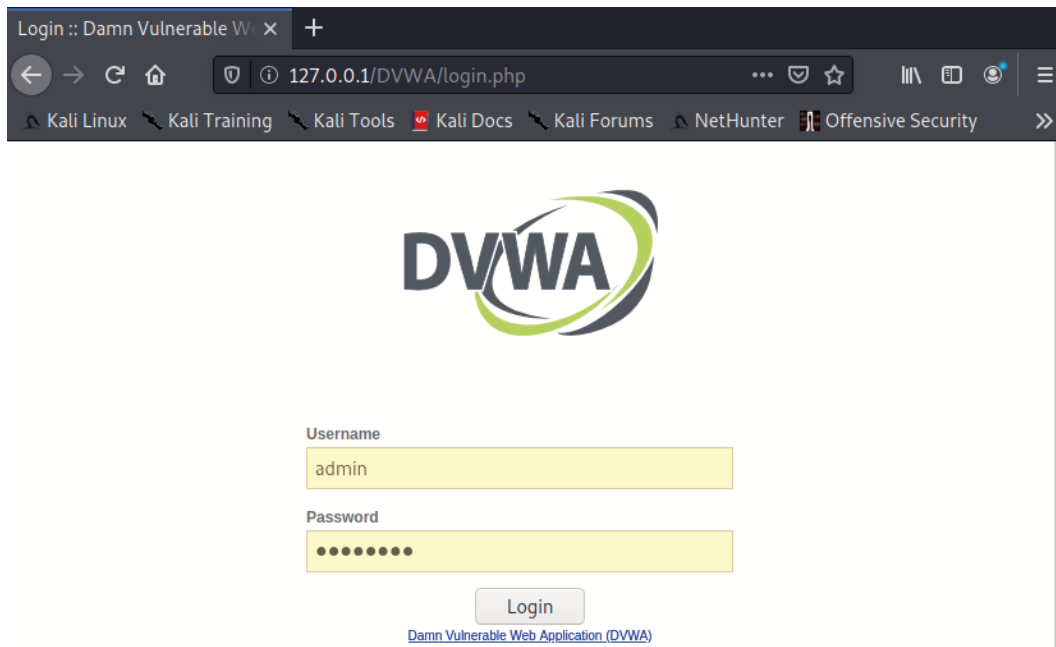 Login :: Damn Vulnerable We
127.0.0.1/DVWA/login.php
Kali Linux Kali Training Kali Tools Kali Docs Kali Forums NetHunter Offensive Security
DVWA
Username
admin
Password
Login
Damn Vulnerable Web Application (DVWA)